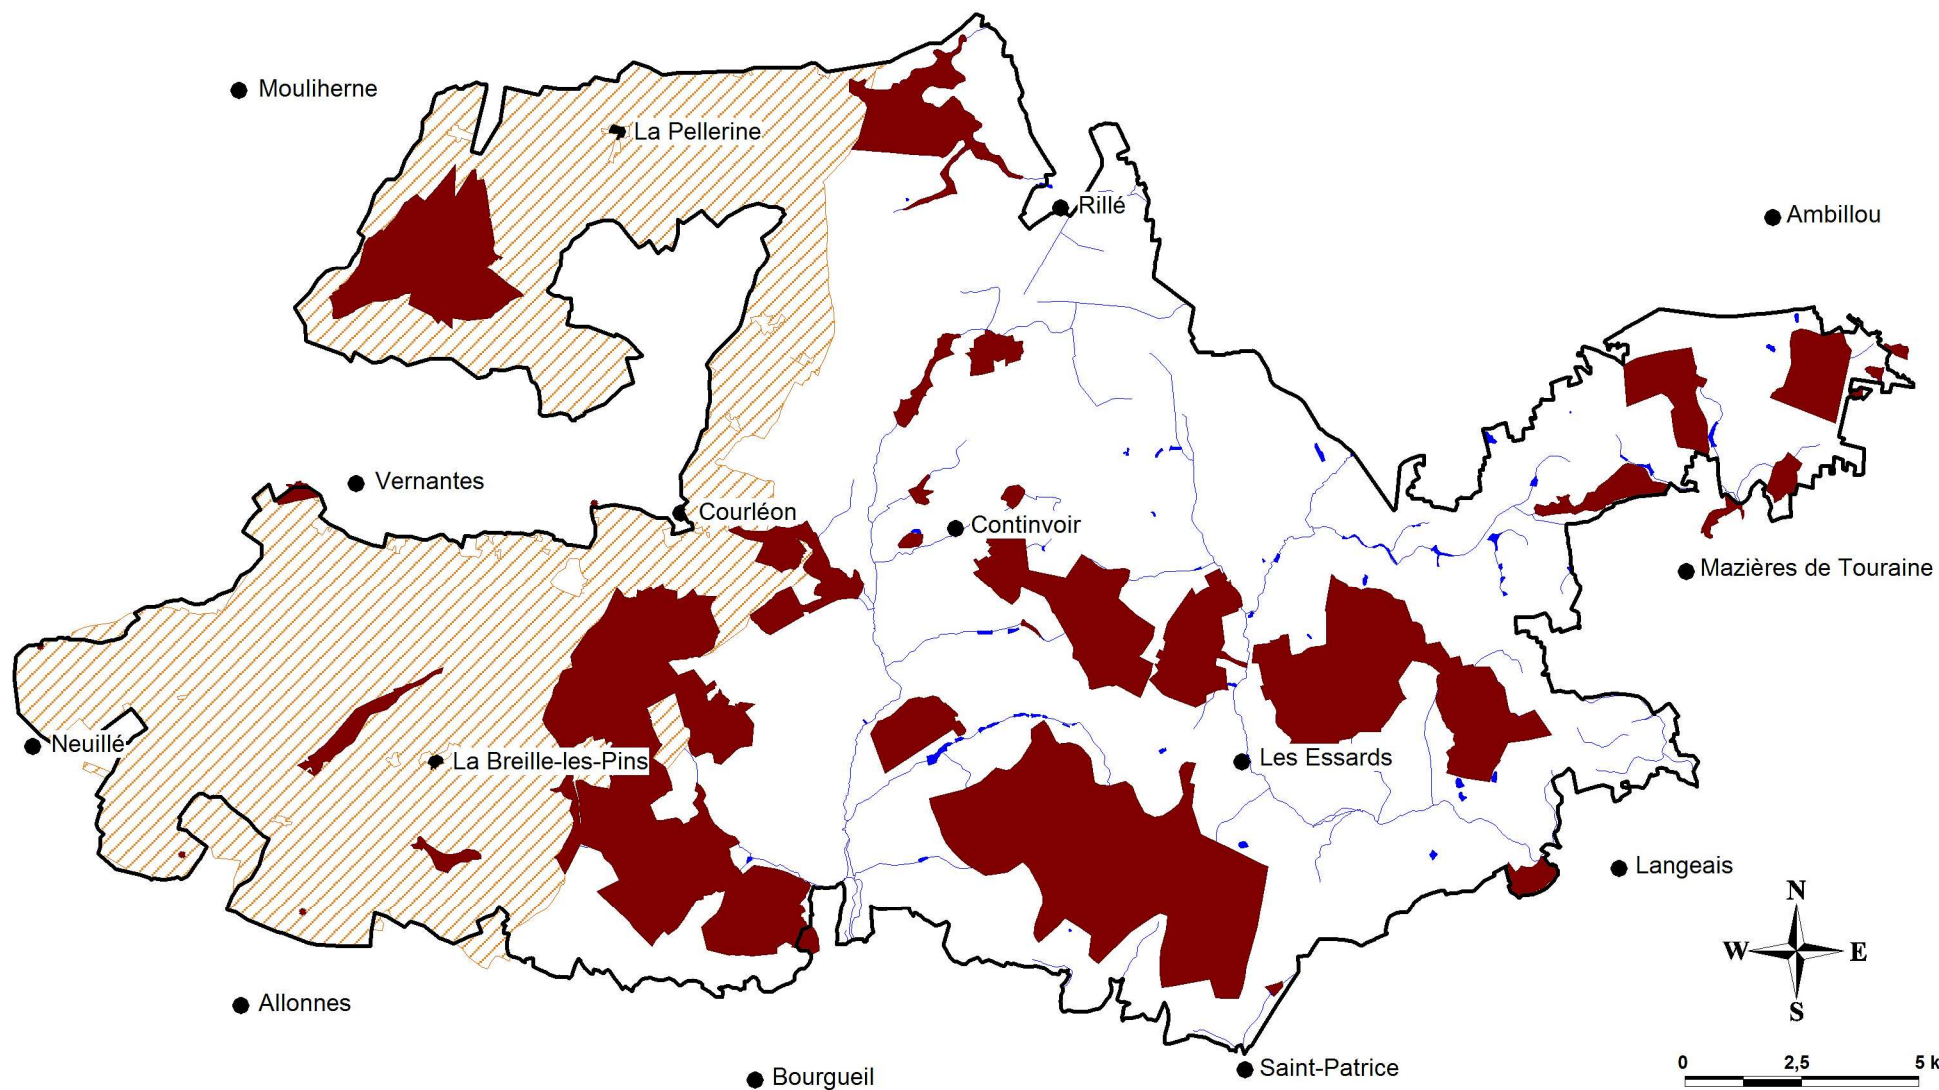 Mouliherne
La Pellerine
Rillé
Ambillou
Vernantes
Courléon
Continvoir
Mazières de Touraine
Neuillé
La Breille-les-Pins
Les Essards
Langeais
N
W E
S
Allonnes
Bourgueil
Saint-Patrice
0 2,5 5 k